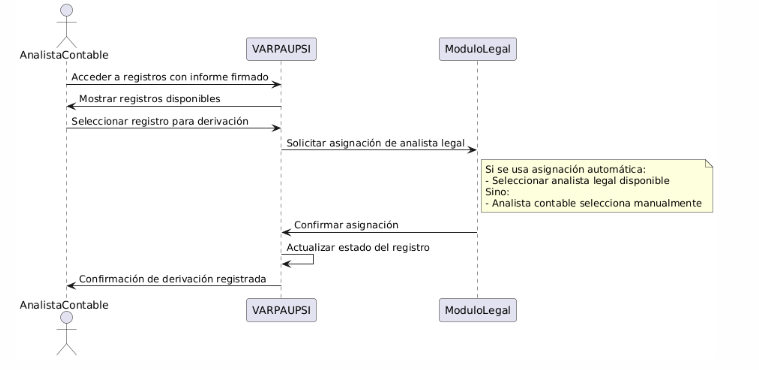 AnalistaContable
VARPAUPSI
ModuloLegal
Acceder a registros con informe firmado
Mostrar registros disponibles
Seleccionar registro para derivación
Solicitar asignación de analista legal
Si se usa asignación automática:
- Seleccionar analista legal disponible
Sino:
- Analista contable selecciona manualmente
Confirmar asignación
Actualizar estado del registro
Confirmación de derivación registrada
AnalistaContable
VARPAUPSI
ModuloLegal